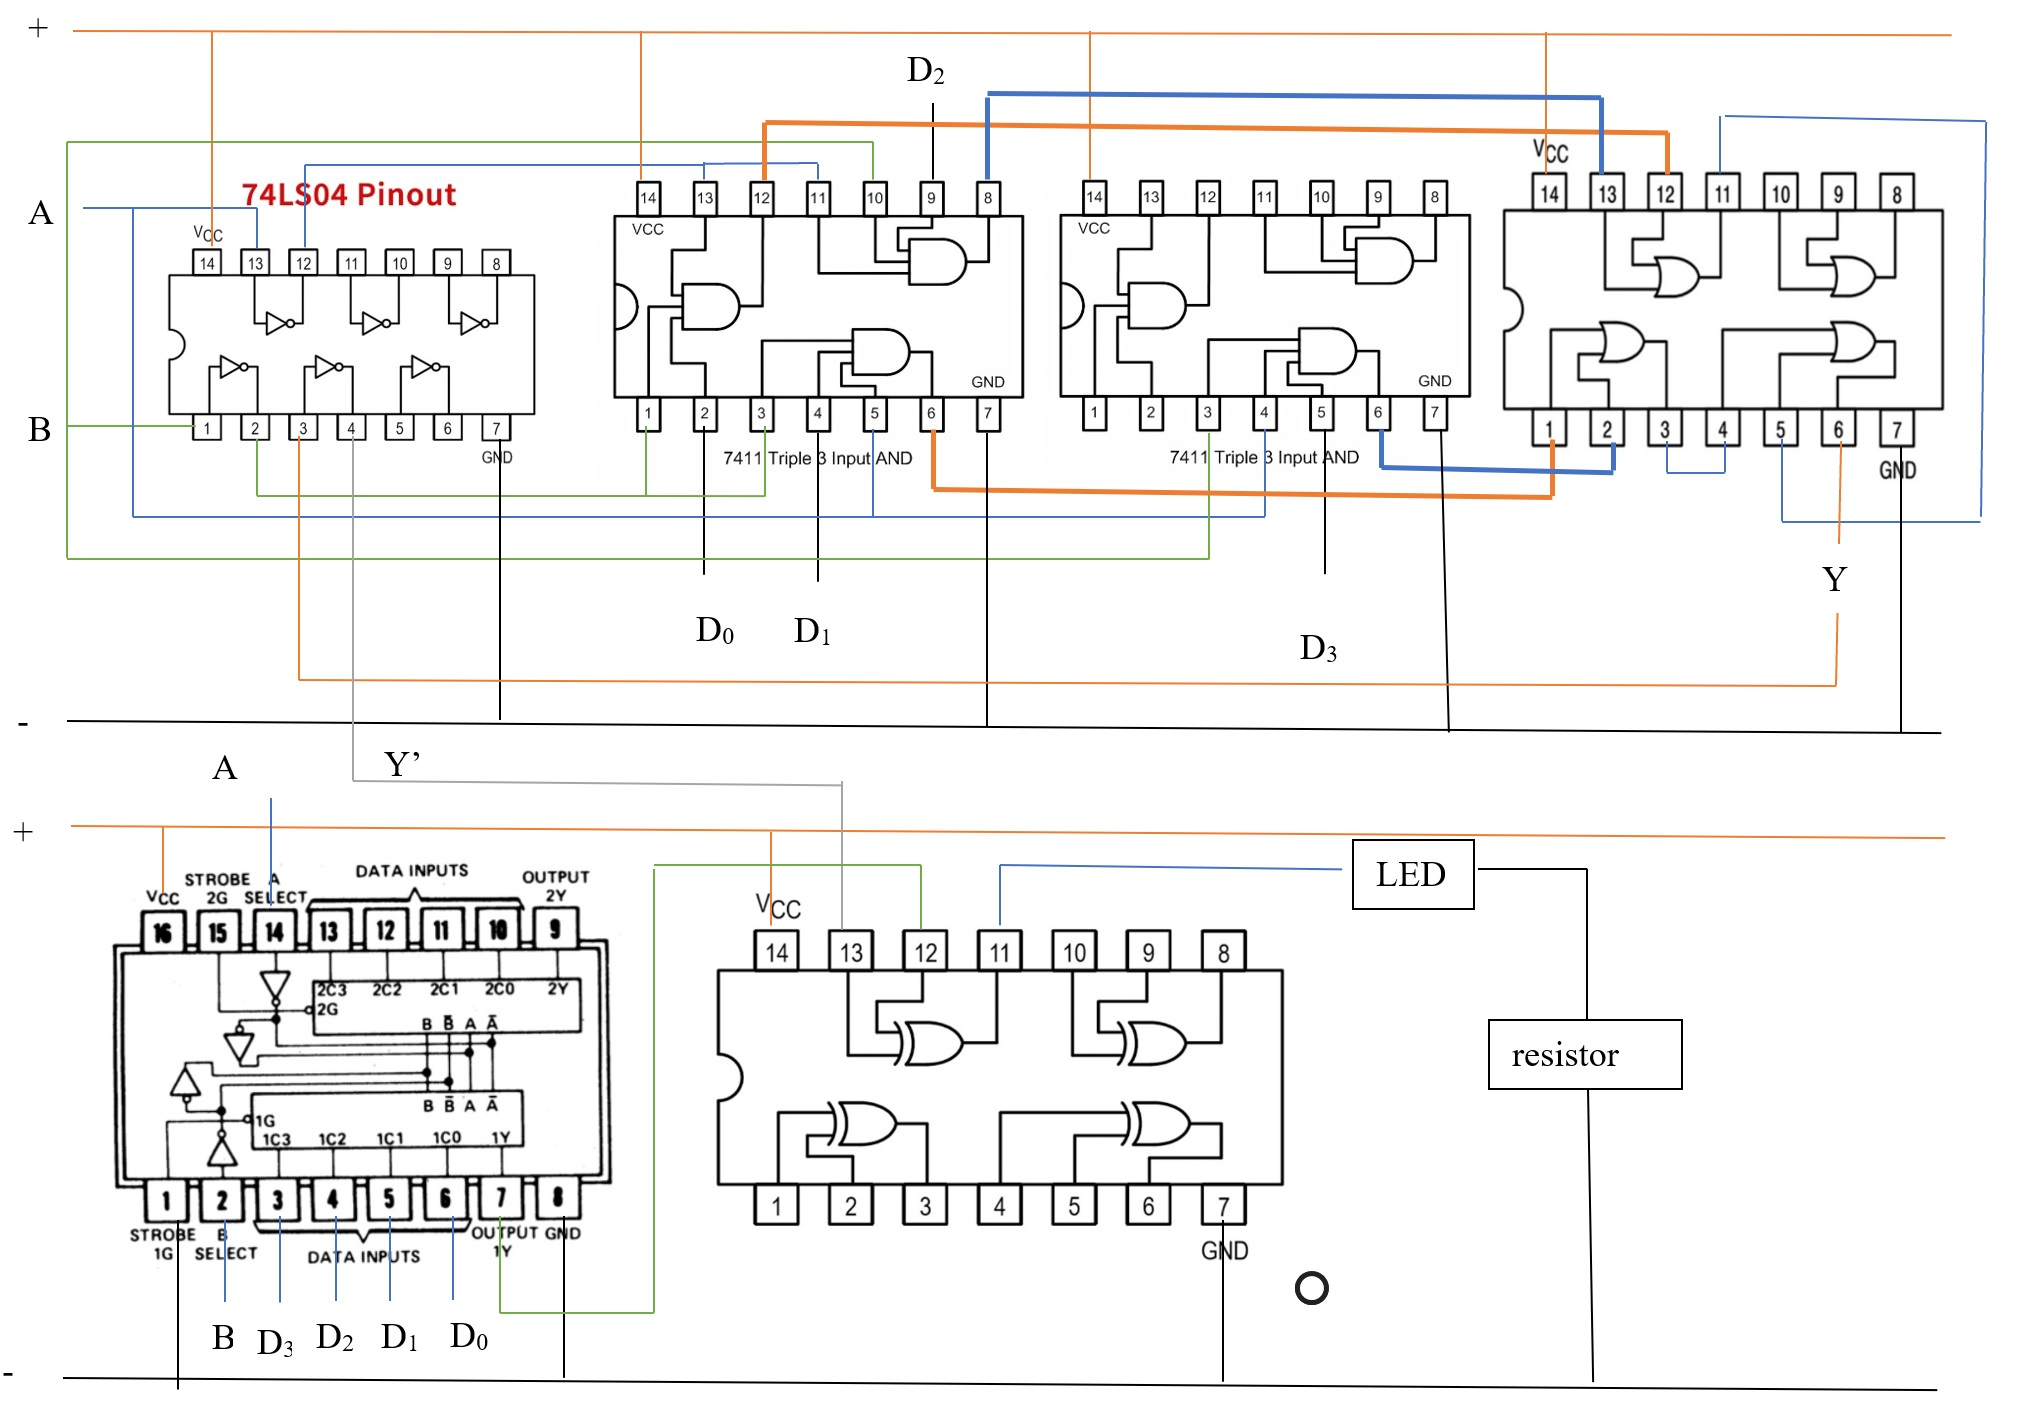 +
D2
VCC
A
74LS04 Pinout
VCC
14 13 12 11 10 9 8
1 2 3 4 5 6 7
GND
14 13 12 11 10 9 8
VCC
GND
1 2 3 4 5 6 7
7411 Triple 3 Input AND
14 13 12 11 10 9 8
VCC
GND
1 2 3 4 5 6 7
7411 Triple 3 Input AND
14 13 12 11 10 9 8
1 2 3 4 5 6 7
GND
B
D0 D1
D3
Y
-
A
Y’
+
DATA INPUTS
STROBE 2G
A SELECT
OUTPUT 2Y
VCC
16 15 14 13 12 11 10 9
2C3 2C2 2C1 2C0 2Y
2G
B B̅ A A̅
B B̅ A A̅
1G
1C3 1C2 1C1 1C0 1Y
1 2 3 4 5 6 7 8
STROBE 1G
B SELECT
DATA INPUTS
OUTPUT 1Y
GND
B D3 D2 D1 D0
VCC
14 13 12 11 10 9 8
1 2 3 4 5 6 7
GND
LED
resistor
-